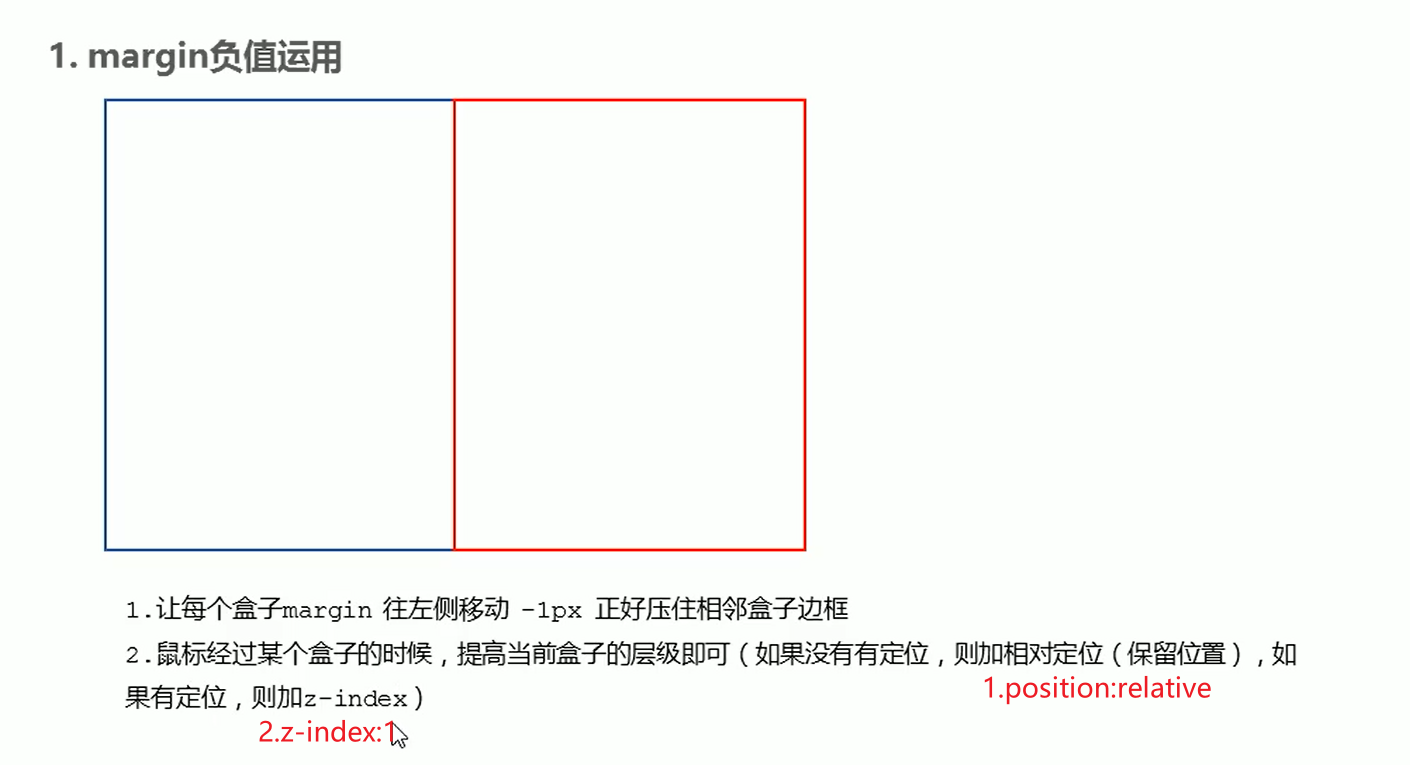 1. margin负值运用
1.让每个盒子margin 往左侧移动 -1px 正好压住相邻盒子边框
2.鼠标经过某个盒子的时候，提高当前盒子的层级即可（如果没有有定位，则加相对定位（保留位置），如
果有定位，则加z-index）
1.position:relative
2.z-index:1